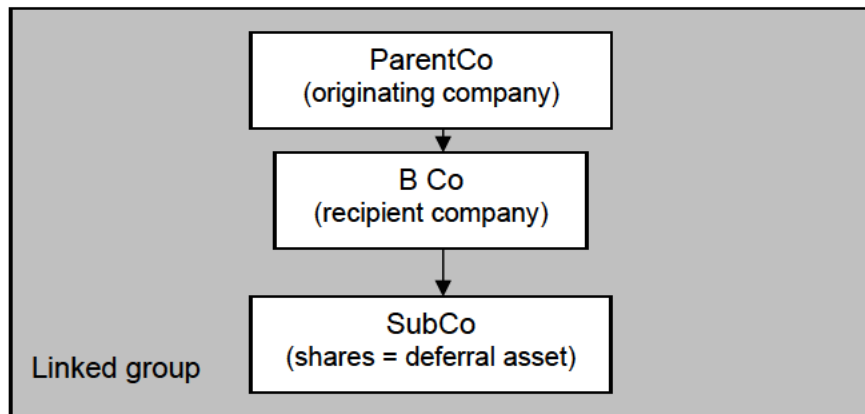 ParentCo
(originating company)
B Co
(recipient company)
SubCo
(shares = deferral asset)
Linked group